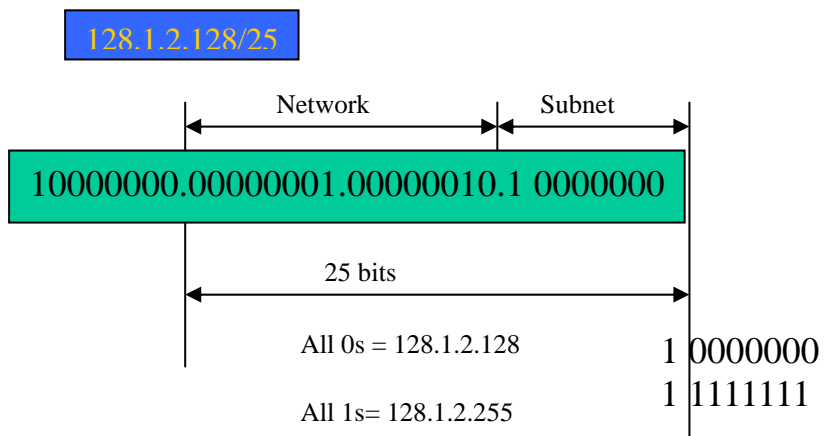 128.1.2.128/25
Network Subnet
10000000.00000001.00000010.1 0000000
25 bits
All 0s = 128.1.2.128
1 0000000
1 1111111
All 1s= 128.1.2.255